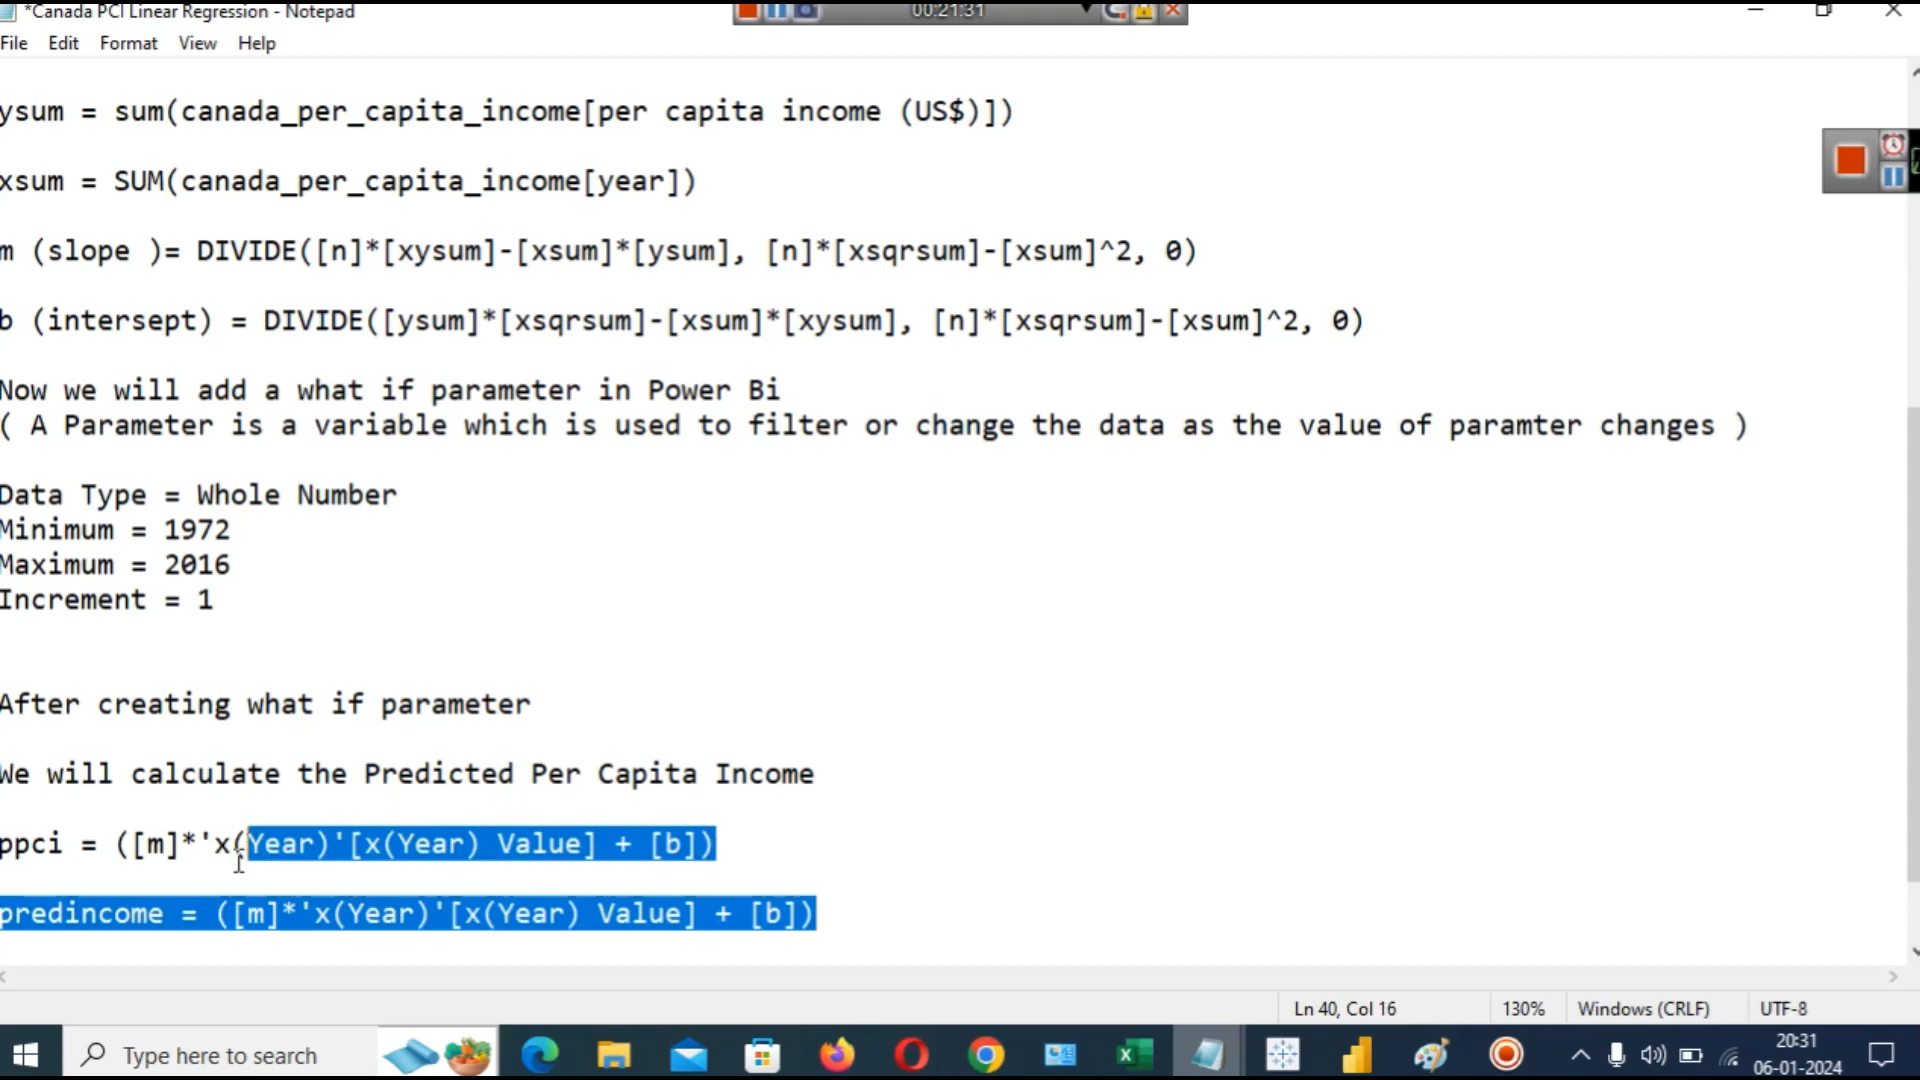 *Canada PCI Linear Regression - Notepad
00:21:31
File Edit Format View Help
ysum = sum(canada_per_capita_income[per capita income (US$)])
xsum = SUM(canada_per_capita_income[year])
m (slope )= DIVIDE([n]*[xysum]-[xsum]*[ysum], [n]*[xsqrsum]-[xsum]^2, 0)
b (intersept) = DIVIDE([ysum]*[xsqrsum]-[xsum]*[xysum], [n]*[xsqrsum]-[xsum]^2, 0)
Now we will add a what if parameter in Power Bi
( A Parameter is a variable which is used to filter or change the data as the value of paramter changes )
Data Type = Whole Number
Minimum = 1972
Maximum = 2016
Increment = 1
After creating what if parameter
We will calculate the Predicted Per Capita Income
ppci = ([m]*'x(Year)'[x(Year) Value] + [b])
predincome = ([m]*'x(Year)'[x(Year) Value] + [b])
Ln 40, Col 16 130% Windows (CRLF) UTF-8
Type here to search
20:31
06-01-2024